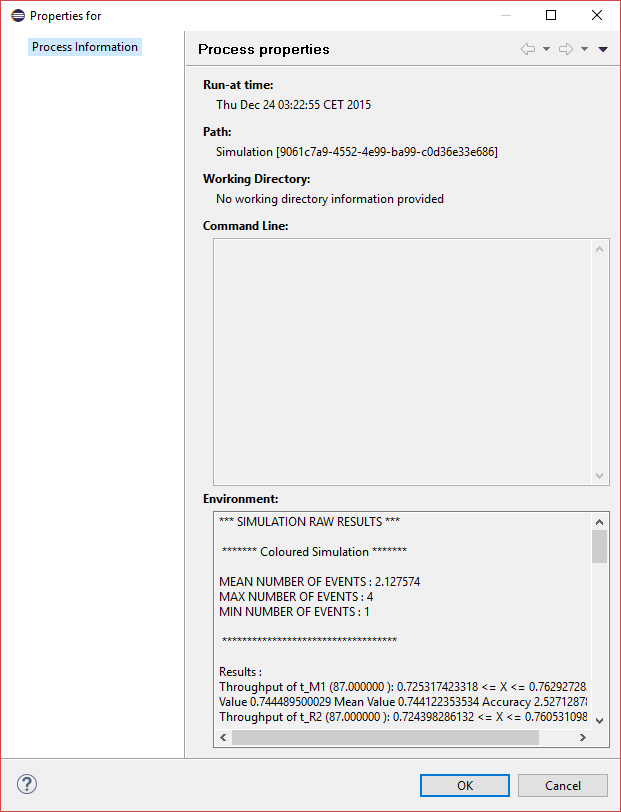 Properties for
Process Information
Process properties
Run-at time:
Thu Dec 24 03:22:55 CET 2015
Path:
Simulation [9061c7a9-4552-4e99-ba99-c0d36e33e686]
Working Directory:
No working directory information provided
Command Line:
Environment:
*** SIMULATION RAW RESULTS ***
******* Coloured Simulation *******
MEAN NUMBER OF EVENTS : 2.127574
MAX NUMBER OF EVENTS : 4
MIN NUMBER OF EVENTS : 1
***********************************
Results :
Throughput of t_M1 (87.000000 ): 0.725317423318 <= X <= 0.76292728
Value 0.744489500029 Mean Value 0.744122353534 Accuracy 2.52712878
Throughput of t_R2 (87.000000 ): 0.724398286132 <= X <= 0.760531098
?
OK
Cancel